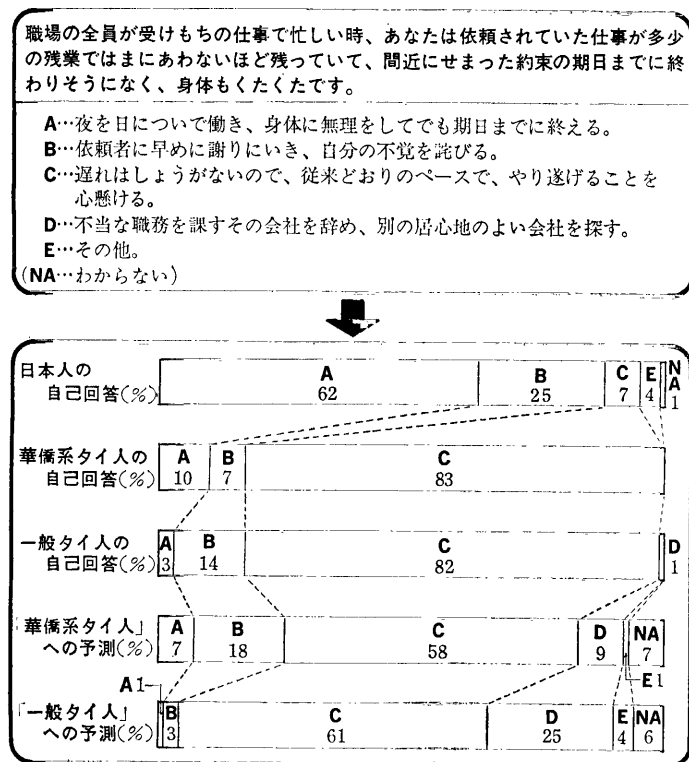 職場の全員が受けもちの仕事で忙しい時、あなたは依頼されていた仕事が多少
の残業ではまにあわないほど残っていて、間近にせまった約束の期日までに終
わりそうになく、身体もくたくたです。
A…夜を日についで働き、身体に無理をしてでも期日までに終える。
B…依頼者に早めに謝りにいき、自分の不覚を詫びる。
C…遅れはしょうがないので、従来どおりのペースで、やり遂げることを
心懸ける。
D…不当な職務を課すその会社を辞め、別の居心地のよい会社を探す。
E…その他。
(NA…わからない)
日本人の
自己回答(%)
A B C E NA
62 25 7 4 1
華僑系タイ人の
自己回答(%)
A B C
10 7 83
一般タイ人の
自己回答(%)
A B C D
3 14 82 1
「華僑系タイ人」
への予測(%)
A B C D NA
7 18 58 9 7
E1
A1
「一般タイ人」
への予測(%)
B C D E NA
3 61 25 4 6